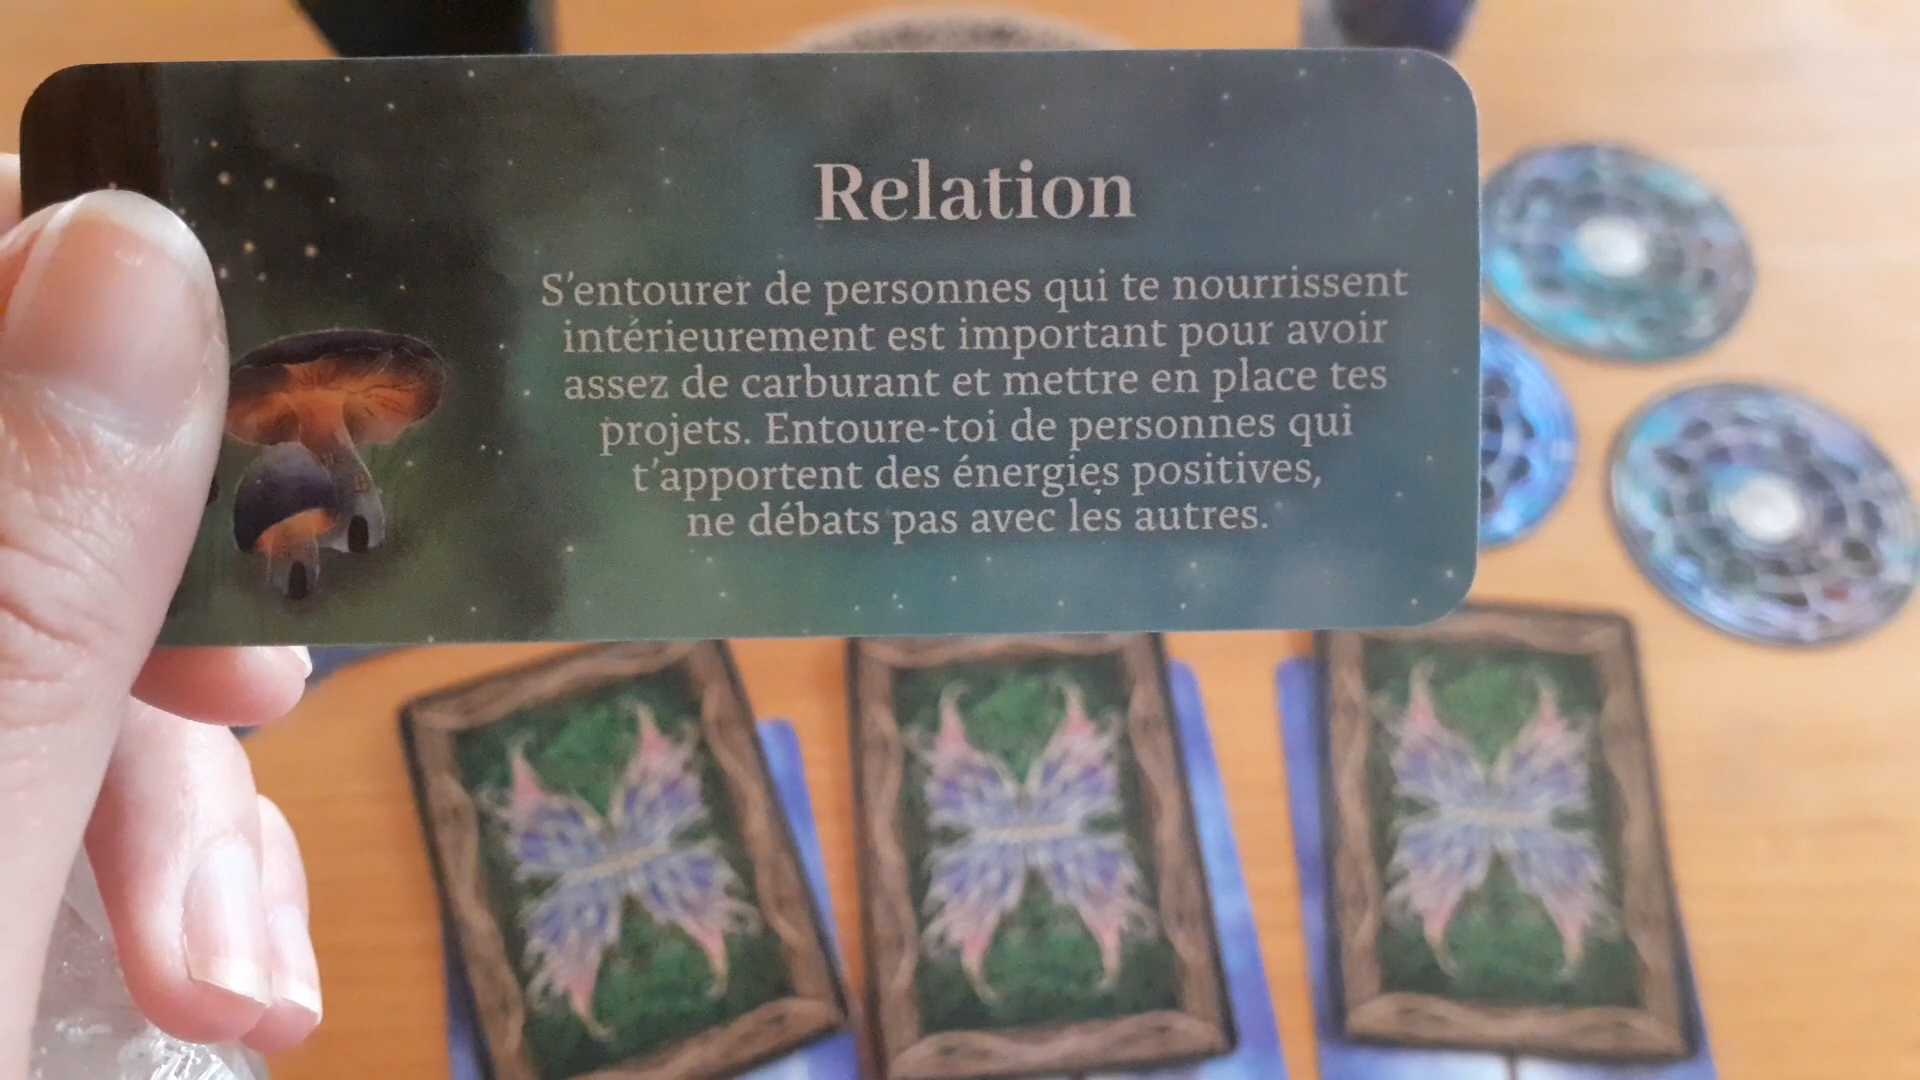 Relation
S'entourer de personnes qui te nourrissent
intérieurement est important pour avoir
assez de carburant et mettre en place tes
projets. Entoure-toi de personnes qui
t'apportent des énergies positives,
ne débats pas avec les autres.